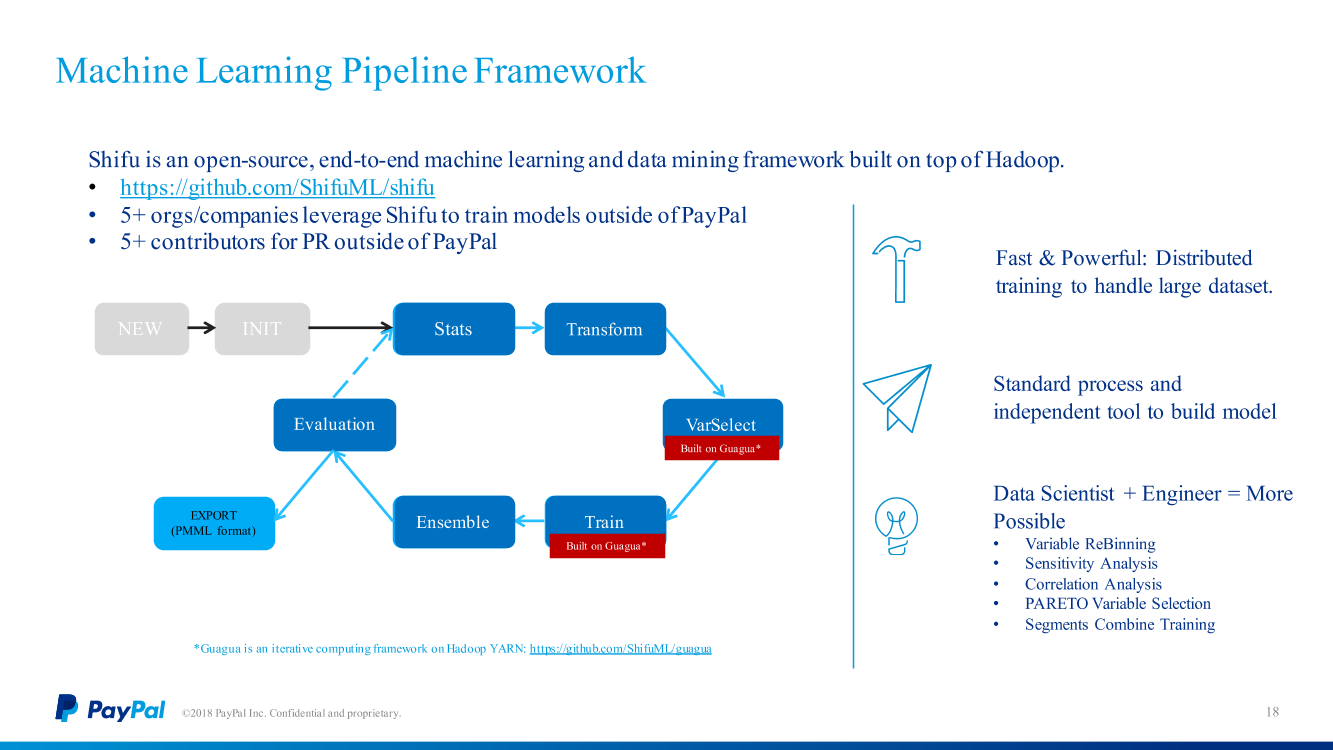 Machine Learning Pipeline Framework
Shifu is an open-source, end-to-end machine learning and data mining framework built on top of Hadoop.
• https://github.com/ShifuML/shifu
• 5+ orgs/companies leverage Shifu to train models outside of PayPal
• 5+ contributors for PR outside of PayPal
NEW
INIT
Stats
Transform
Evaluation
VarSelect
Built on Guagua*
EXPORT
(PMML format)
Ensemble
Train
Built on Guagua*
*Guagua is an iterative computing framework on Hadoop YARN: https://github.com/ShifuML/guagua
Fast & Powerful: Distributed
training to handle large dataset.
Standard process and
independent tool to build model
Data Scientist + Engineer = More
Possible
• Variable ReBinning
• Sensitivity Analysis
• Correlation Analysis
• PARETO Variable Selection
• Segments Combine Training
PayPal
©2018 PayPal Inc. Confidential and proprietary.
18